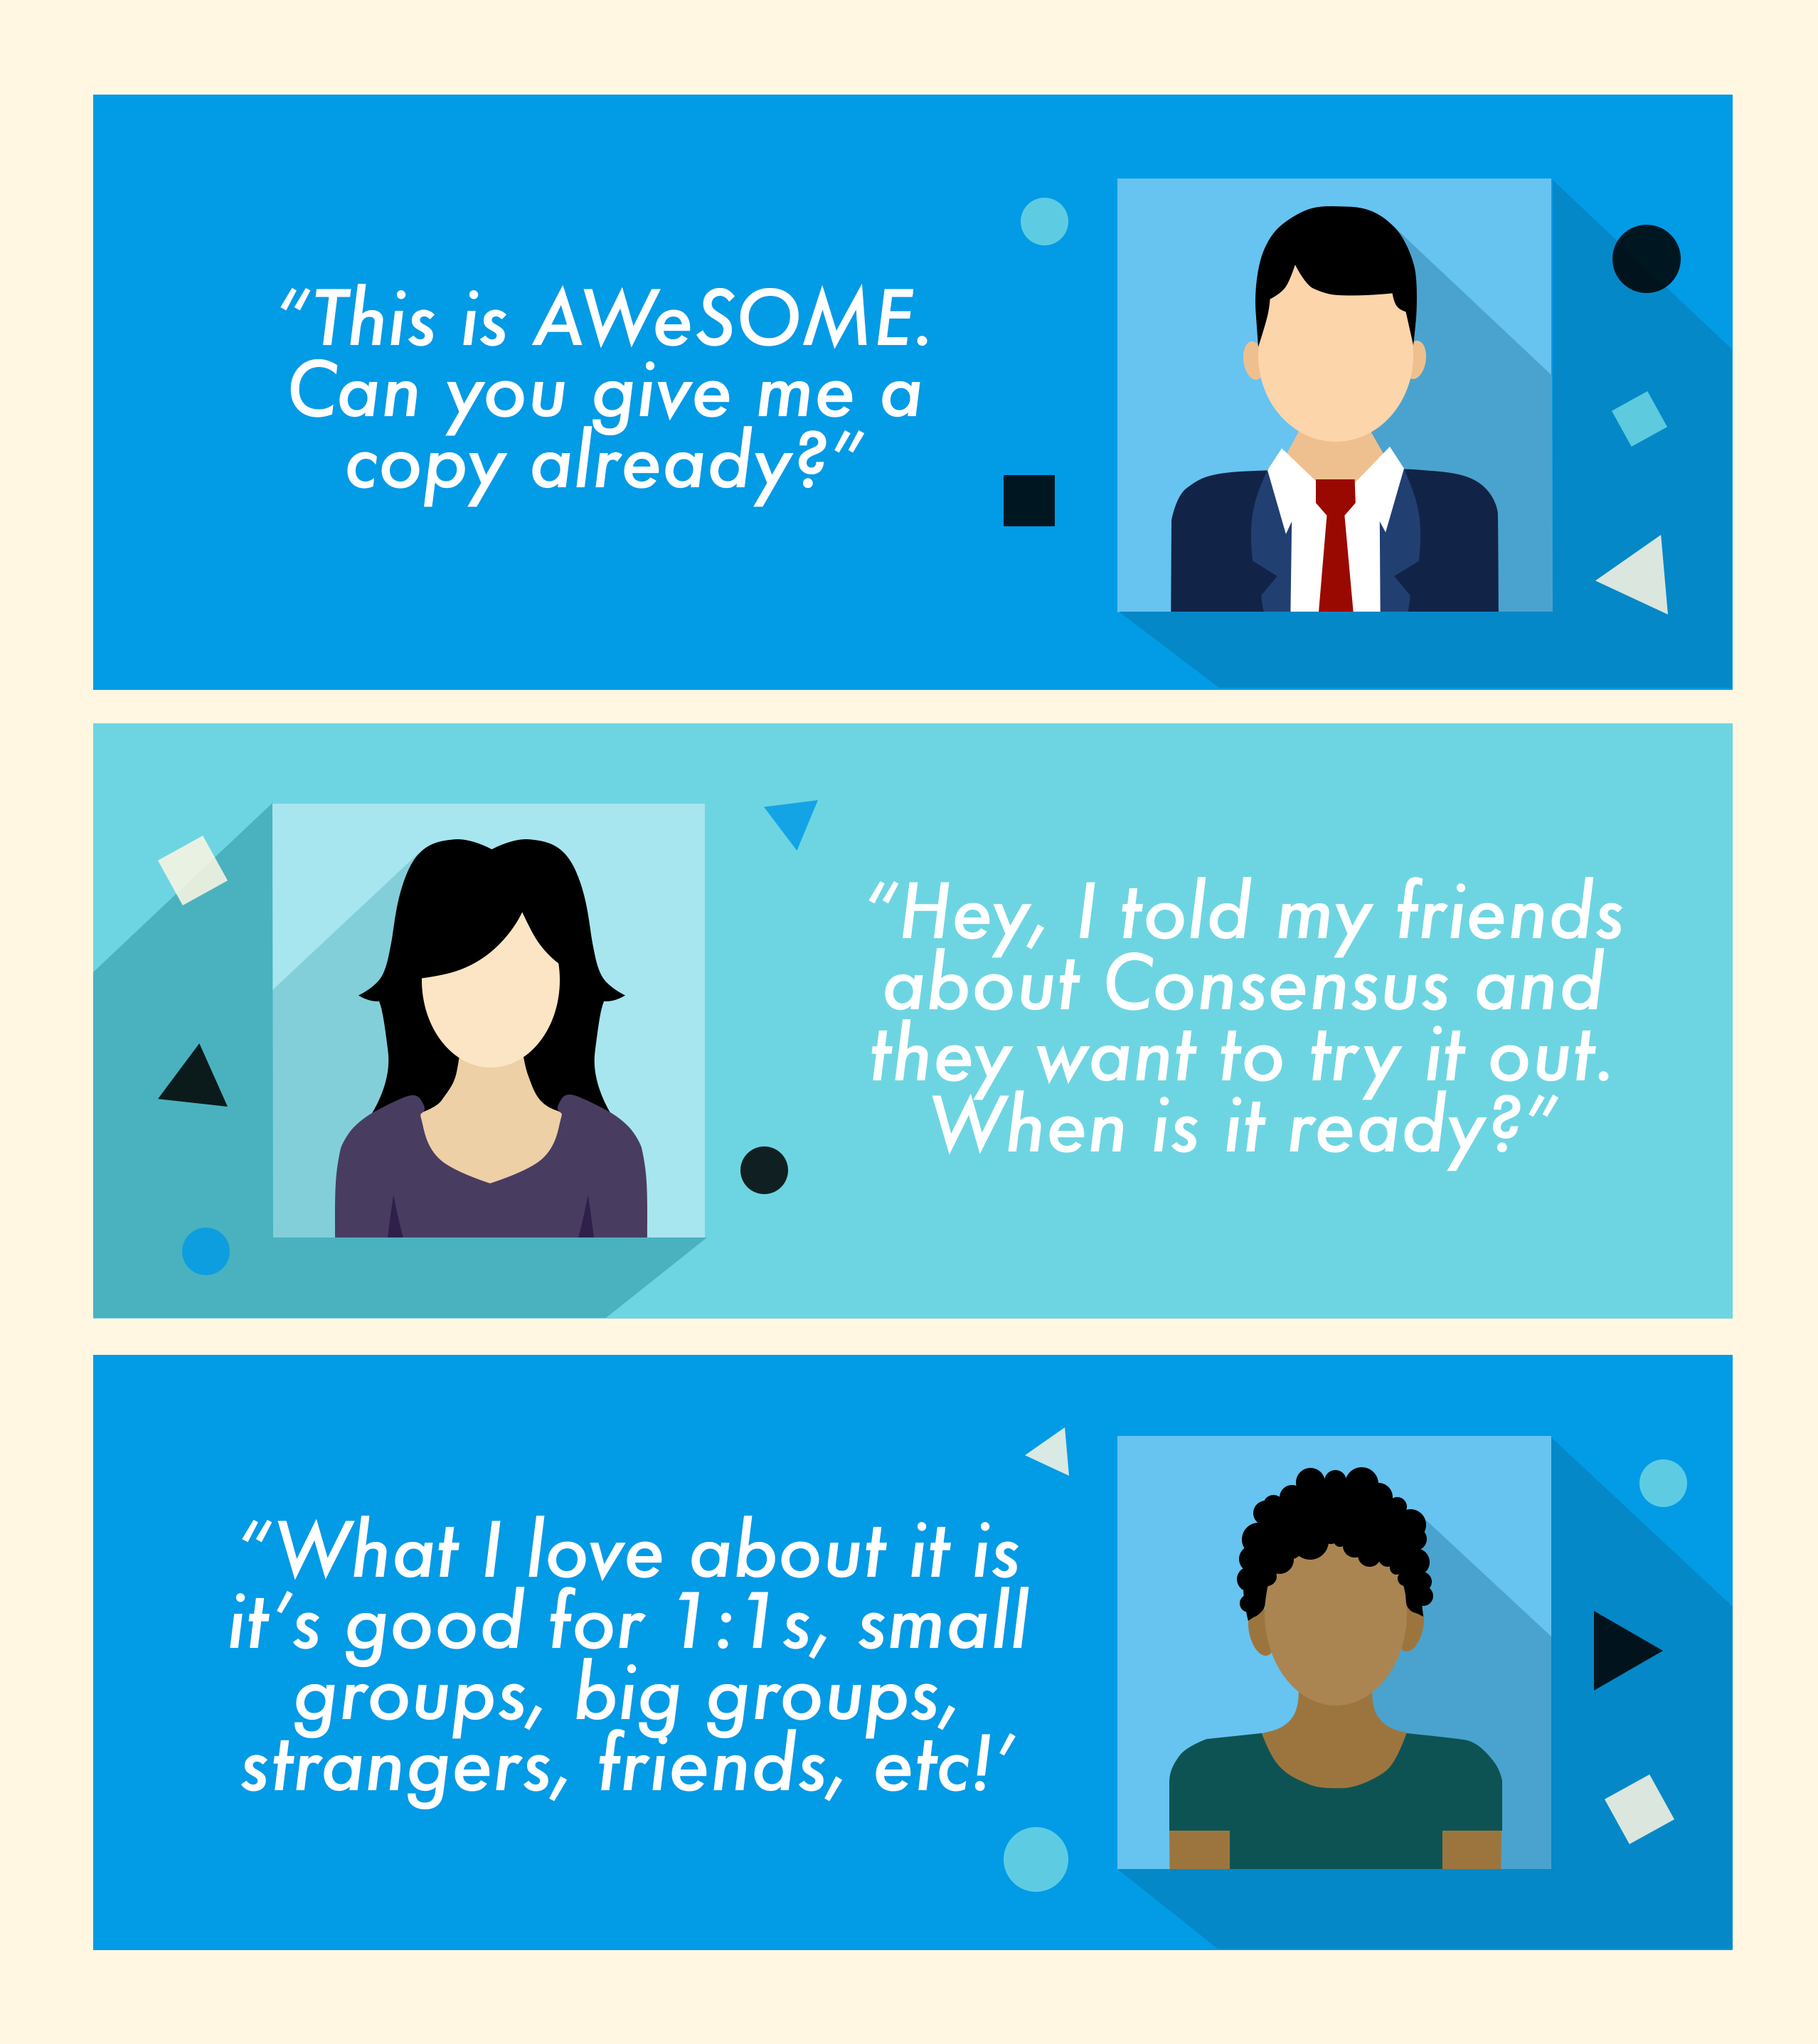 "This is AWeSOME.
Can you give me a
copy already?"
"Hey, I told my friends
about Consensus and
they want to try it out.
When is it ready?"
"What I love about it is
it's good for 1:1s, small
groups, big groups,
strangers, friends, etc!'